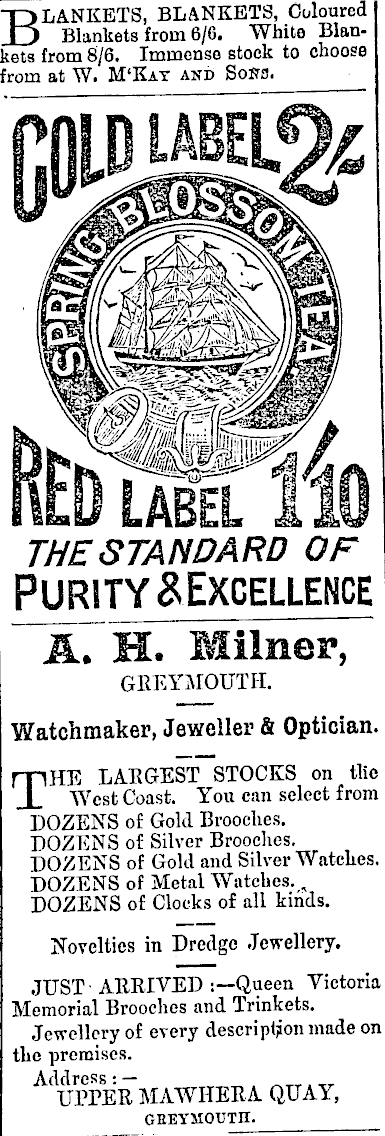 BLANKETS, BLANKETS, Coloured
Blankets from 6/6. White Blan-
kets from 8/6. Immense stock to choose
from at W. M'KAY AND SONS.
GOLD LABEL 2/-
SPRING BLOSSOM TEA
RED LABEL 1/10
THE STANDARD OF
PURITY & EXCELLENCE
A. H. Milner,
GREYMOUTH.
Watchmaker, Jeweller & Optician.
THE LARGEST STOCKS on the
West Coast. You can select from
DOZENS of Gold Brooches.
DOZENS of Silver Brooches.
DOZENS of Gold and Silver Watches.
DOZENS of Metal Watches.
DOZENS of Clocks of all kinds.
Novelties in Dredge Jewellery.
JUST ARRIVED :—Queen Victoria
Memorial Brooches and Trinkets.
Jewellery of every description made on
the premises.
Address :—
UPPER MAWHERA QUAY,
GREYMOUTH.